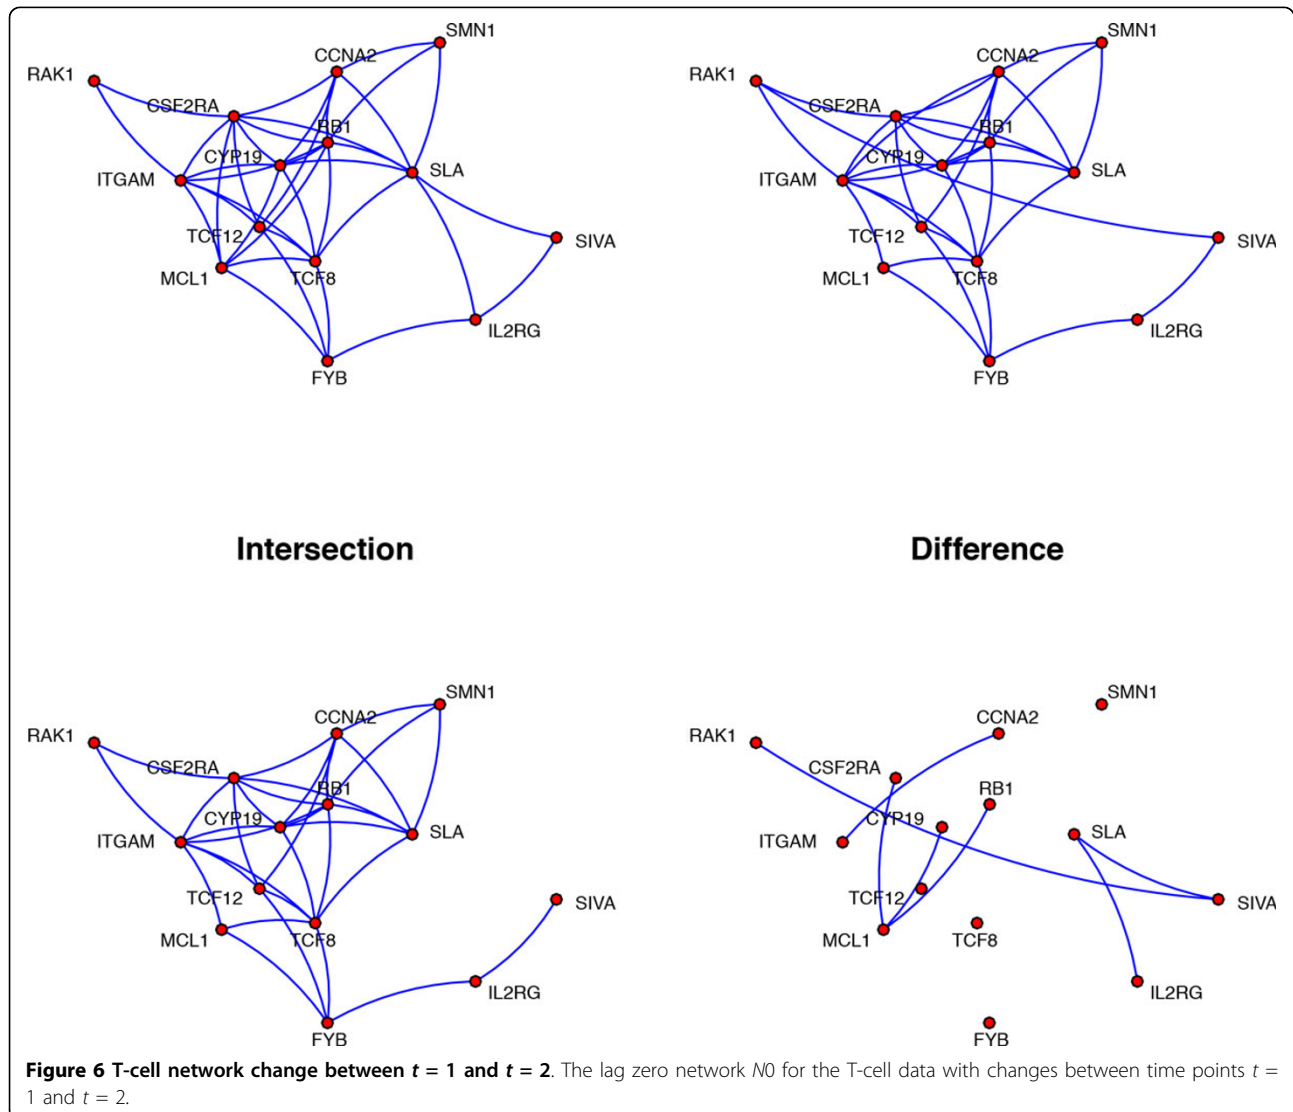 SMN1
CCNA2
RAK1
CSF2RA
RB1
CYP19
ITGAM
SLA
TCF12
SIVA
MCL1
TCF8
IL2RG
FYB
SMN1
CCNA2
RAK1
CSF2RA
RB1
CYP19
ITGAM
SLA
TCF12
SIVA
MCL1
TCF8
IL2RG
FYB
Intersection
Difference
SMN1
CCNA2
RAK1
CSF2RA
RB1
CYP19
ITGAM
SLA
TCF12
SIVA
MCL1
TCF8
IL2RG
FYB
SMN1
CCNA2
RAK1
CSF2RA
RB1
CYP19
ITGAM
SLA
TCF12
SIVA
MCL1
TCF8
IL2RG
FYB
Figure 6 T-cell network change between t = 1 and t = 2. The lag zero network N0 for the T-cell data with changes between time points t =
1 and t = 2.